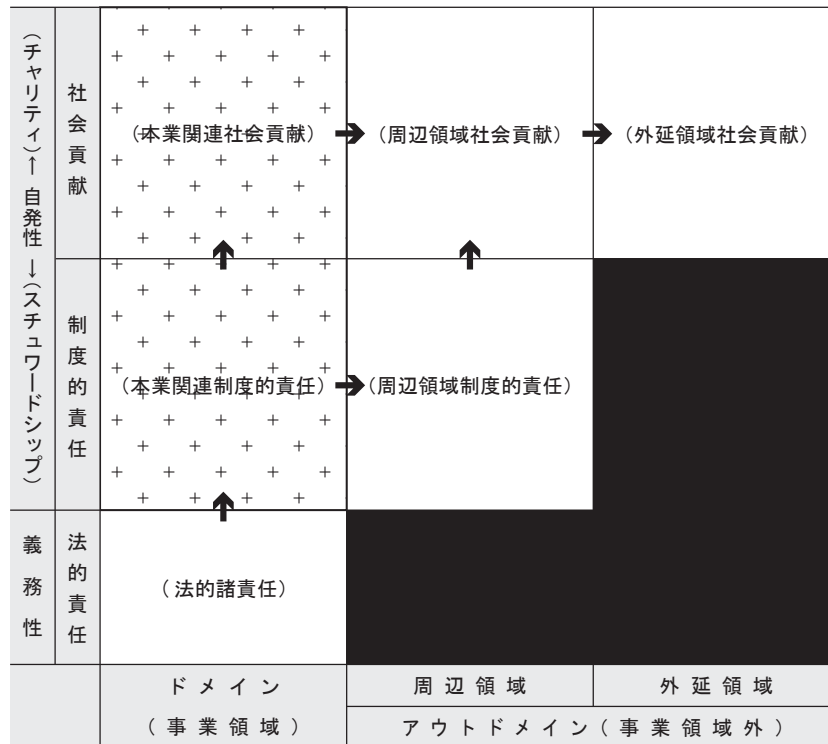 (チャリティ)↑ 自発性 ↓(スチュワードシップ)
社会貢献
(本業関連社会貢献)
(周辺領域社会貢献)
(外延領域社会貢献)
制度的責任
(本業関連制度的責任)
(周辺領域制度的責任)
義務性
法的責任
(法的諸責任)
ドメイン
(事業領域)
周辺領域
外延領域
アウトドメイン(事業領域外)